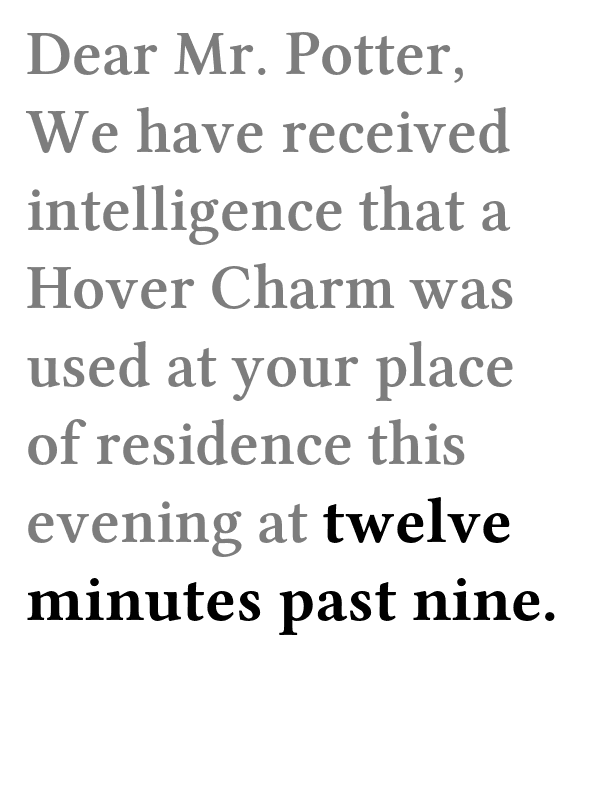 Dear Mr. Potter,
We have received
intelligence that a
Hover Charm was
used at your place
of residence this
evening at twelve
minutes past nine.